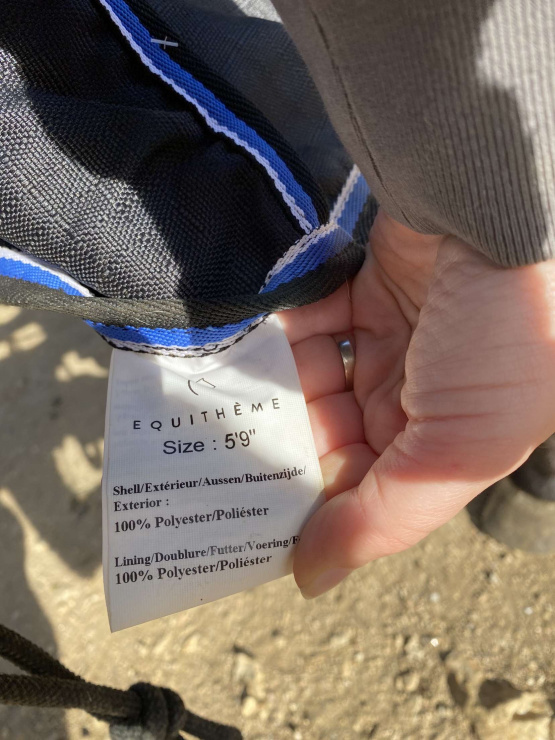 EQUITHÈME
Size : 5'9"
Shell/Extérieur/Aussen/Buitenzijde/
Exterior :
100% Polyester/Poliéster
Lining/Doublure/Futter/Voering/F
100% Polyester/Poliéster